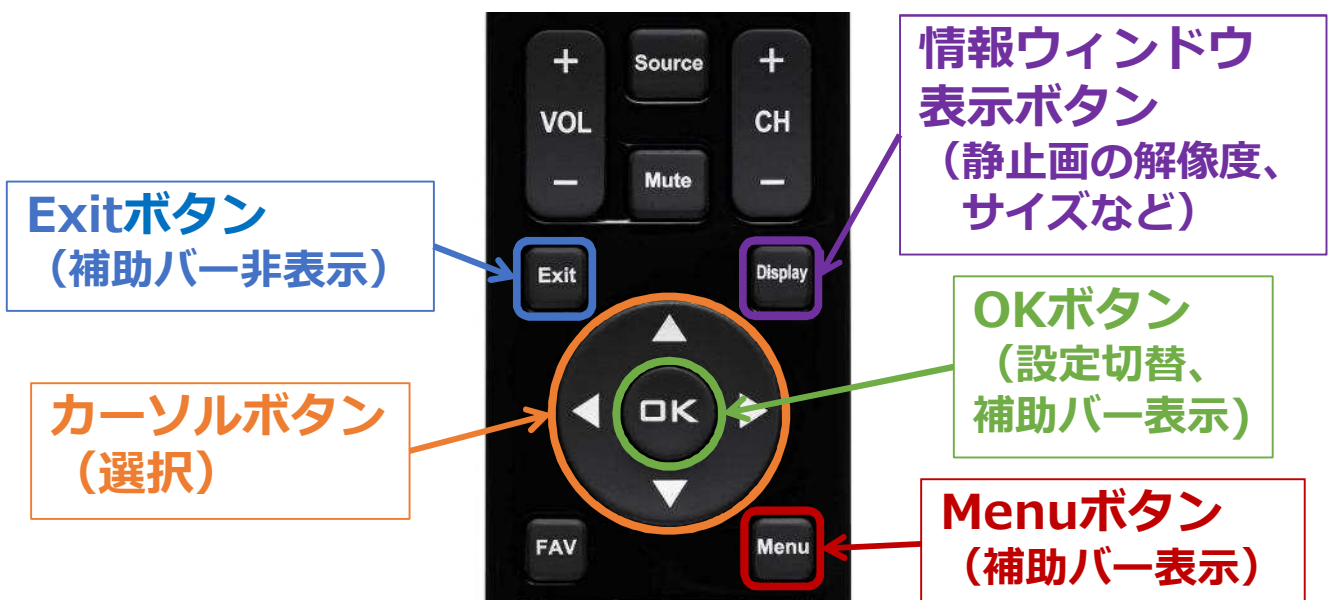 +
Source
+
VOL
CH
−
Mute
−
Exit
Display
OK
FAV
Menu
Exitボタン
（補助バー非表示）
カーソルボタン
（選択）
情報ウィンドウ
表示ボタン
（静止画の解像度、
サイズなど）
OKボタン
（設定切替、
補助バー表示)
Menuボタン
（補助バー表示）